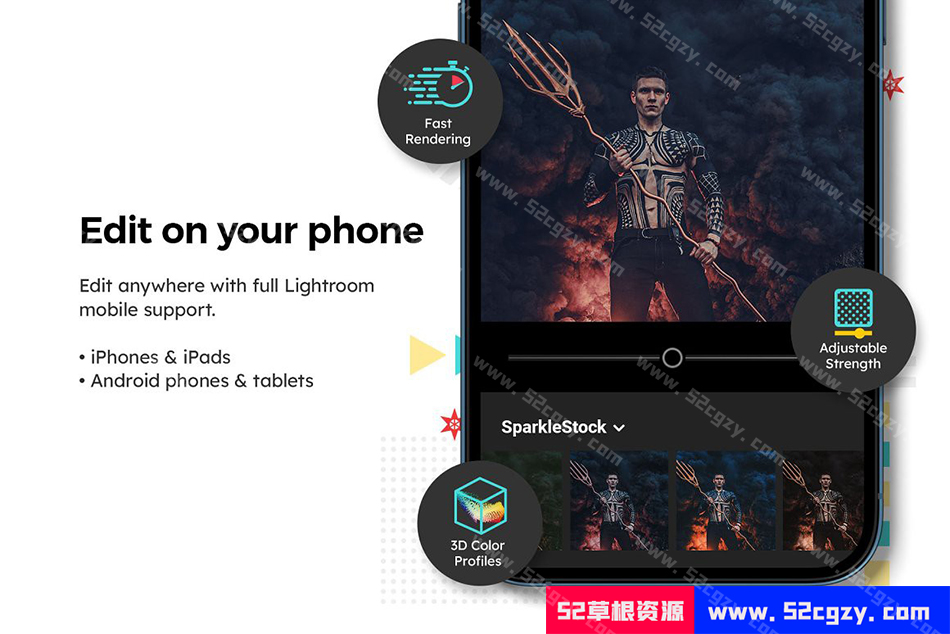 Fast
Rendering
Edit on your phone
Edit anywhere with full Lightroom
mobile support.
• iPhones & iPads
• Android phones & tablets
Adjustable
Strength
SparkleStock
3D Color
Profiles
52草根资源
www.52cgzy.com
www.52cgzy.com